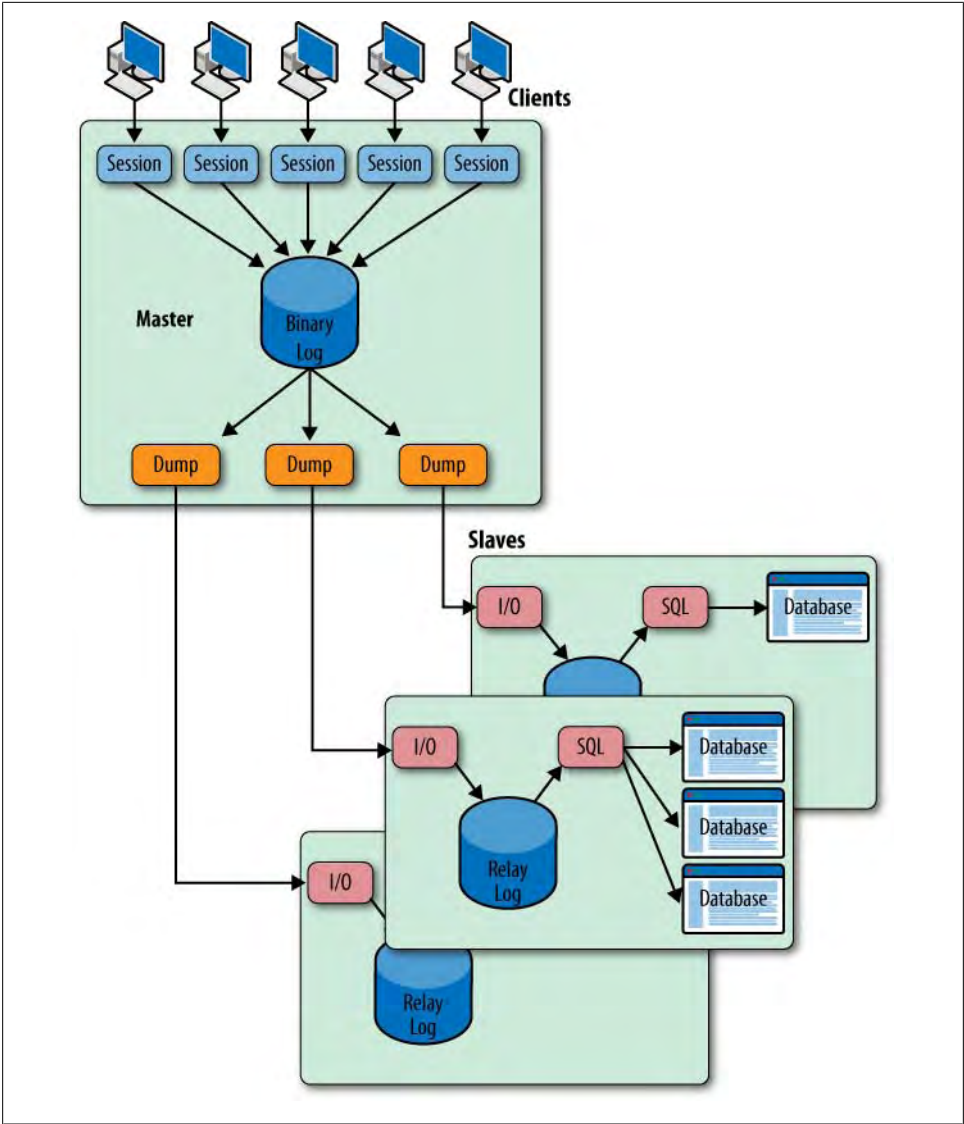 Clients
Session
Session
Session
Session
Session
Master
Binary
Log
Dump
Dump
Dump
Slaves
I/O
SQL
Database
I/O
SQL
Database
Database
Database
Relay
Log
I/O
Relay
Log